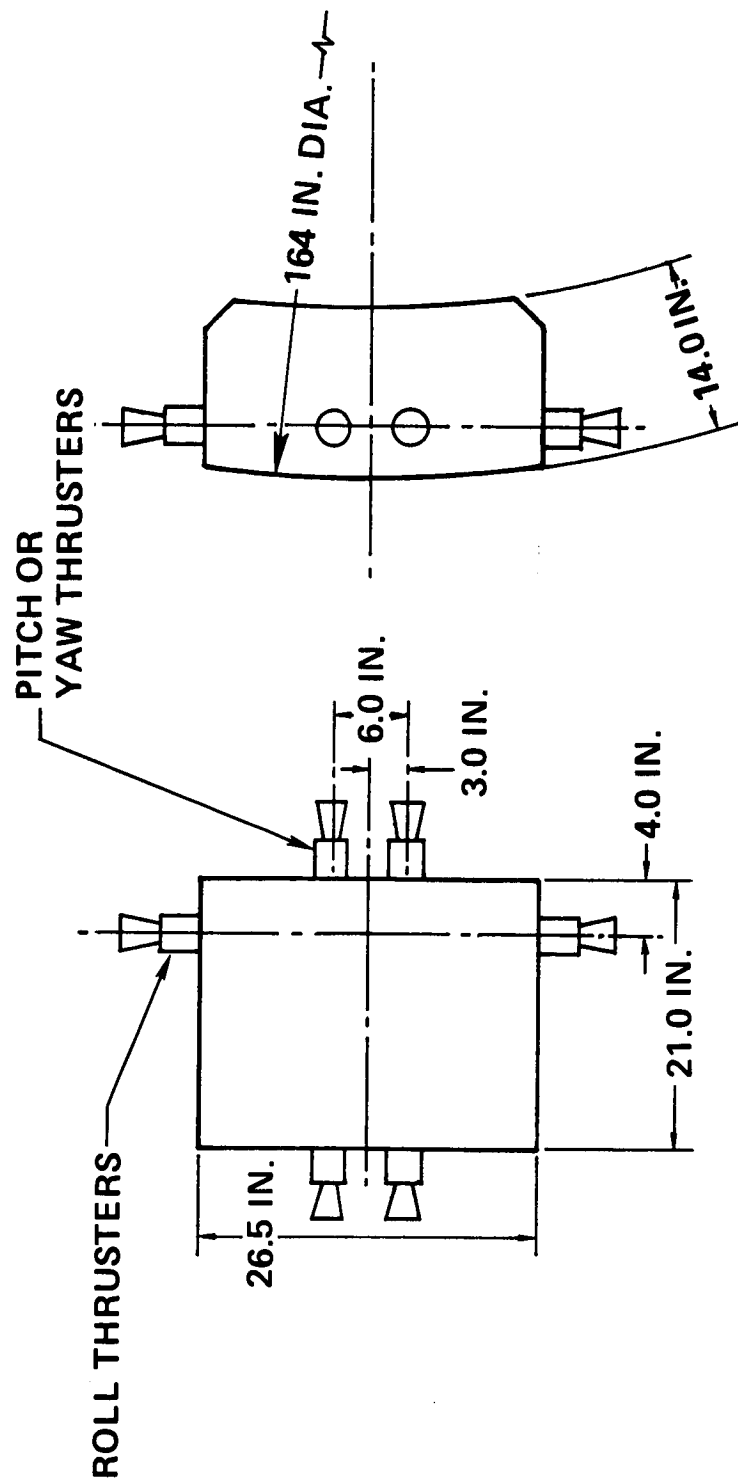 ROLL THRUSTERS
PITCH OR
YAW THRUSTERS
26.5 IN.
6.0 IN.
3.0 IN.
4.0 IN.
21.0 IN.
164 IN. DIA.
14.0 IN.